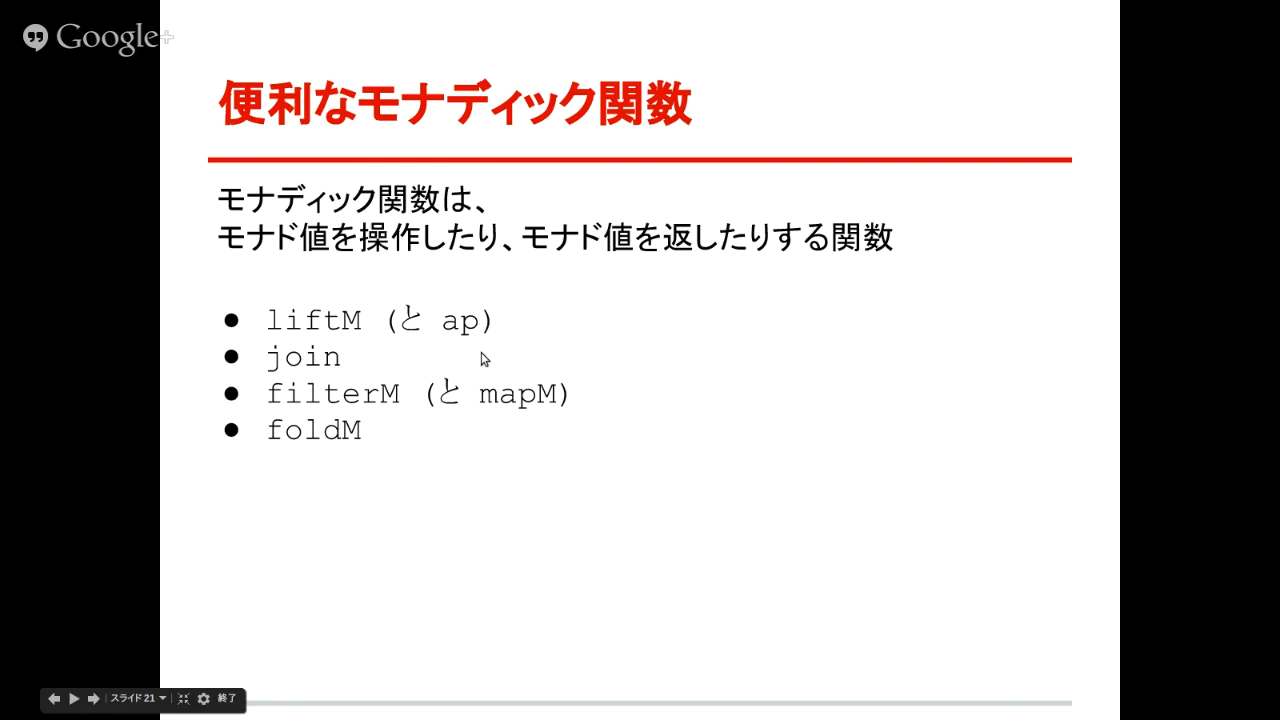 Google+
便利なモナディック関数
モナディック関数は、
モナド値を操作したり、モナド値を返したりする関数
● liftM (と ap)
● join
● filterM (と mapM)
● foldM
スライド 21
終了